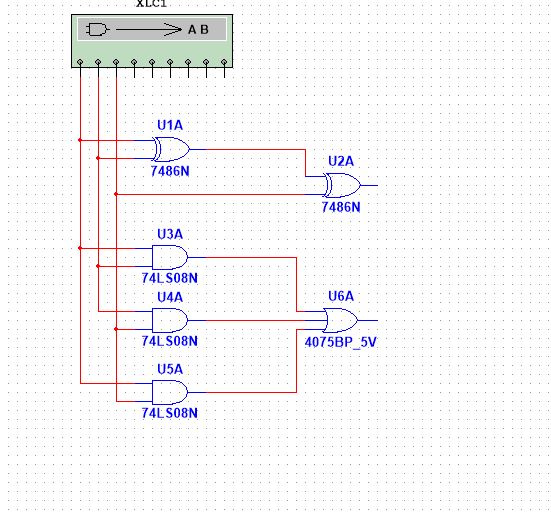 XLC1
A B
U1A
7486N
U2A
7486N
U3A
74LS08N
U4A
74LS08N
U6A
4075BP_5V
U5A
74LS08N